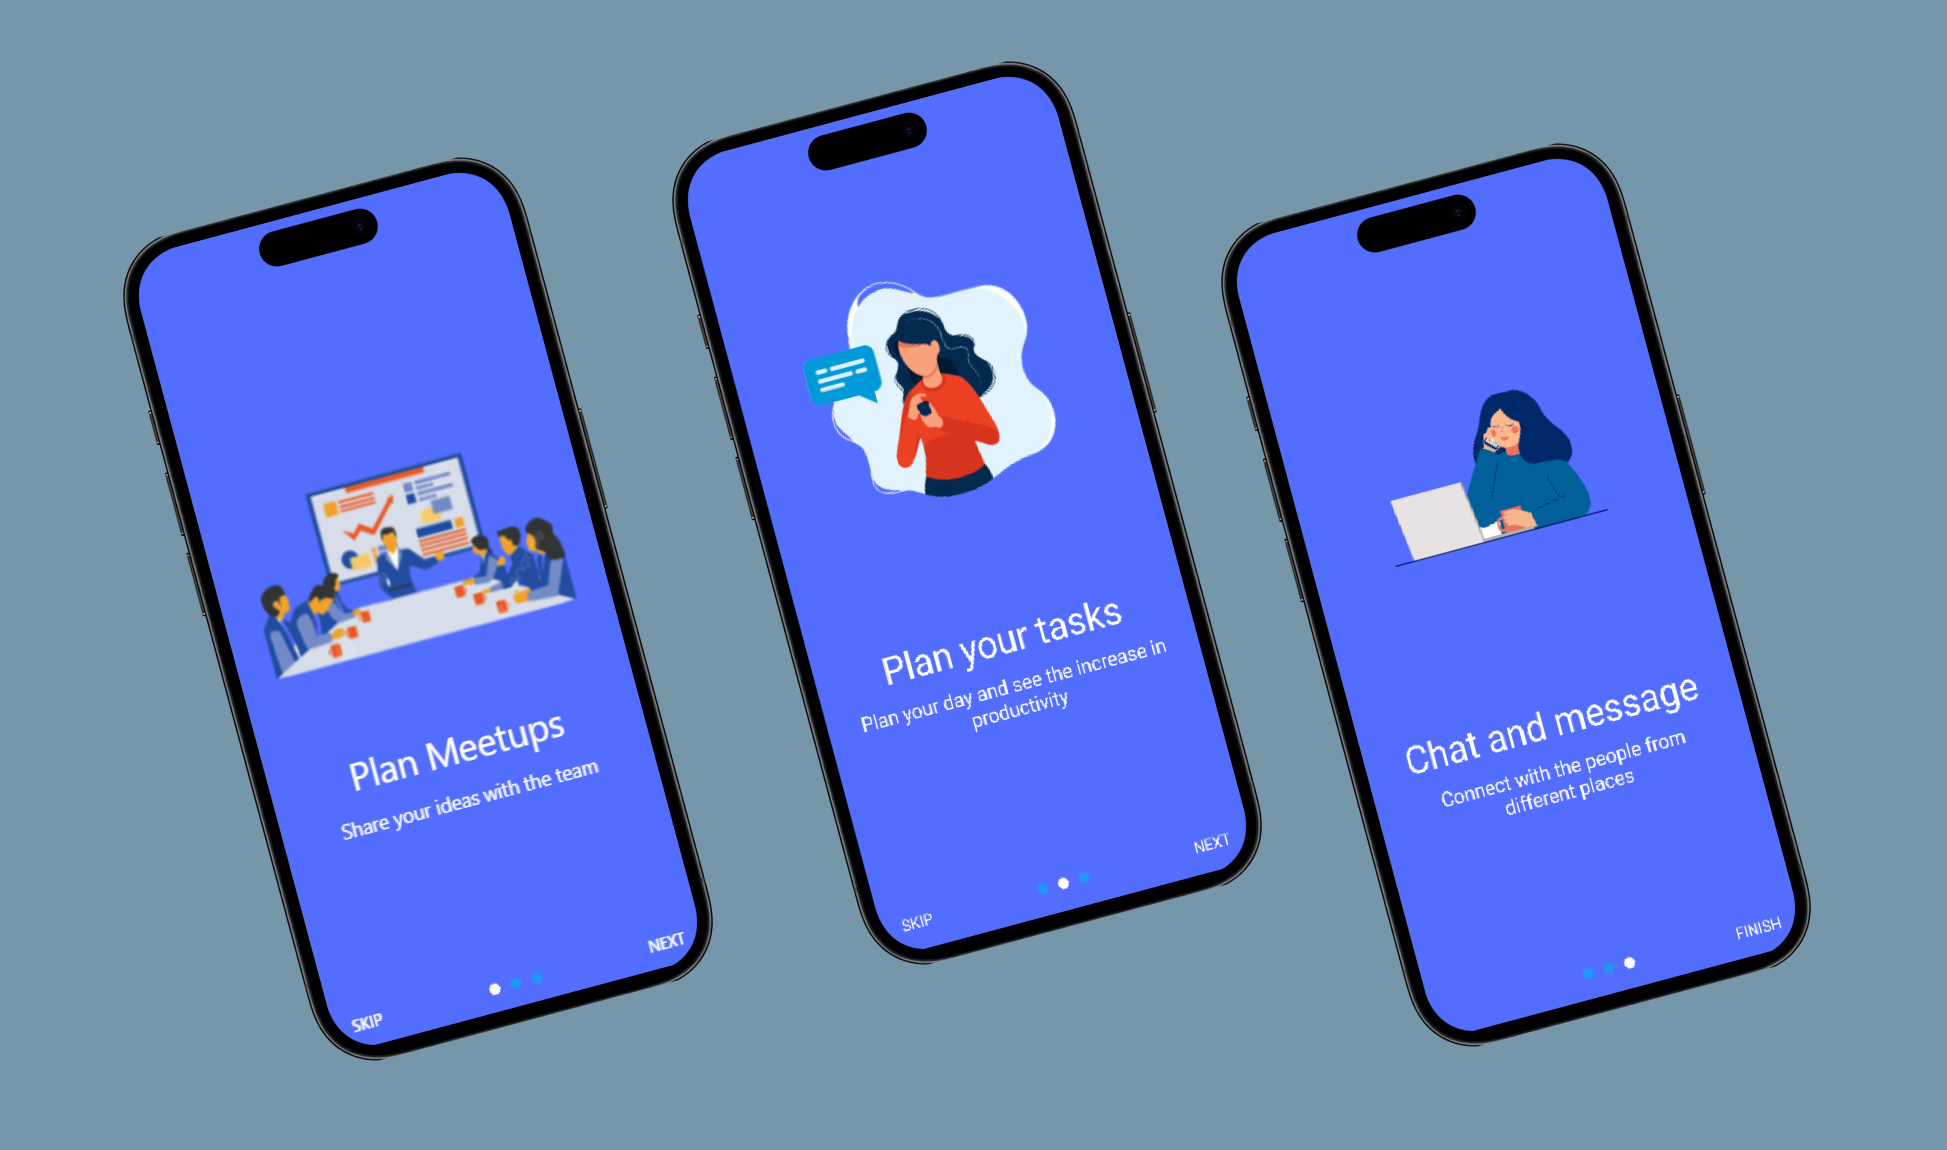 Plan Meetups
Share your ideas with the team
SKIP
NEXT
Plan your tasks
Plan your day and see the increase in
productivity
SKIP
NEXT
Chat and message
Connect with the people from
different places
FINISH